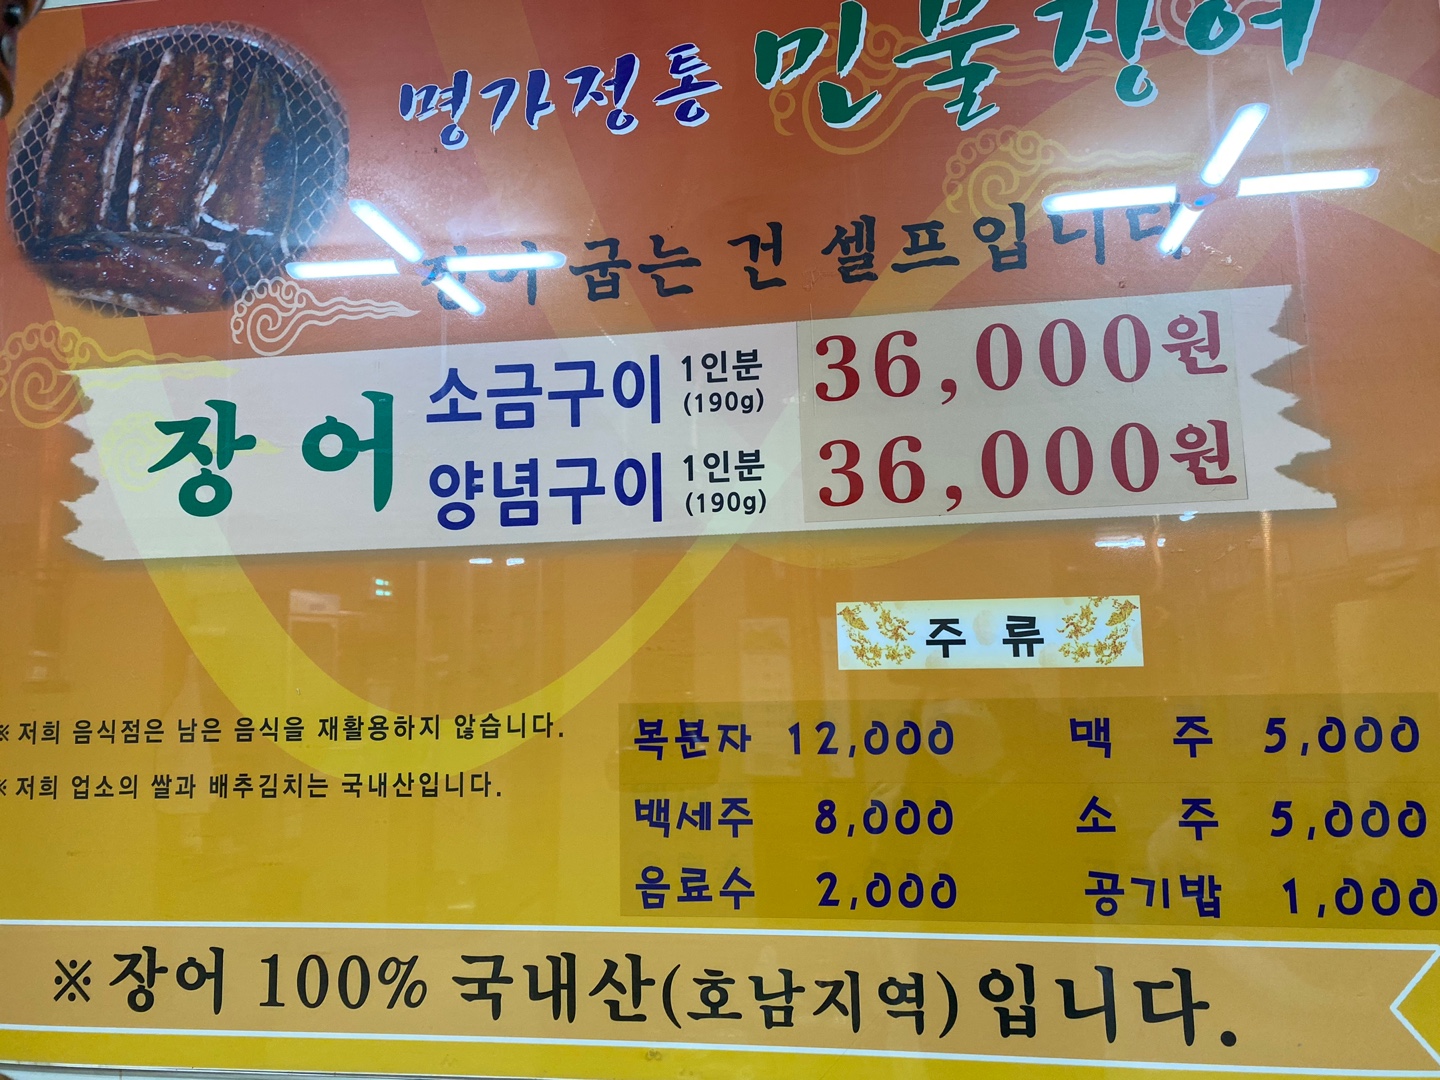 명가정통 민물장어
장어 굽는 건 셀프입니다
장어 소금구이 1인분 (190g) 36,000원
양념구이 1인분 (190g) 36,000원
주류
※ 저희 음식점은 남은 음식을 재활용하지 않습니다.
※ 저희 업소의 쌀과 배추김치는 국내산입니다.
복분자 12,000 맥주 5,000
백세주 8,000 소주 5,000
음료수 2,000 공기밥 1,000
※장어 100% 국내산(호남지역)입니다.